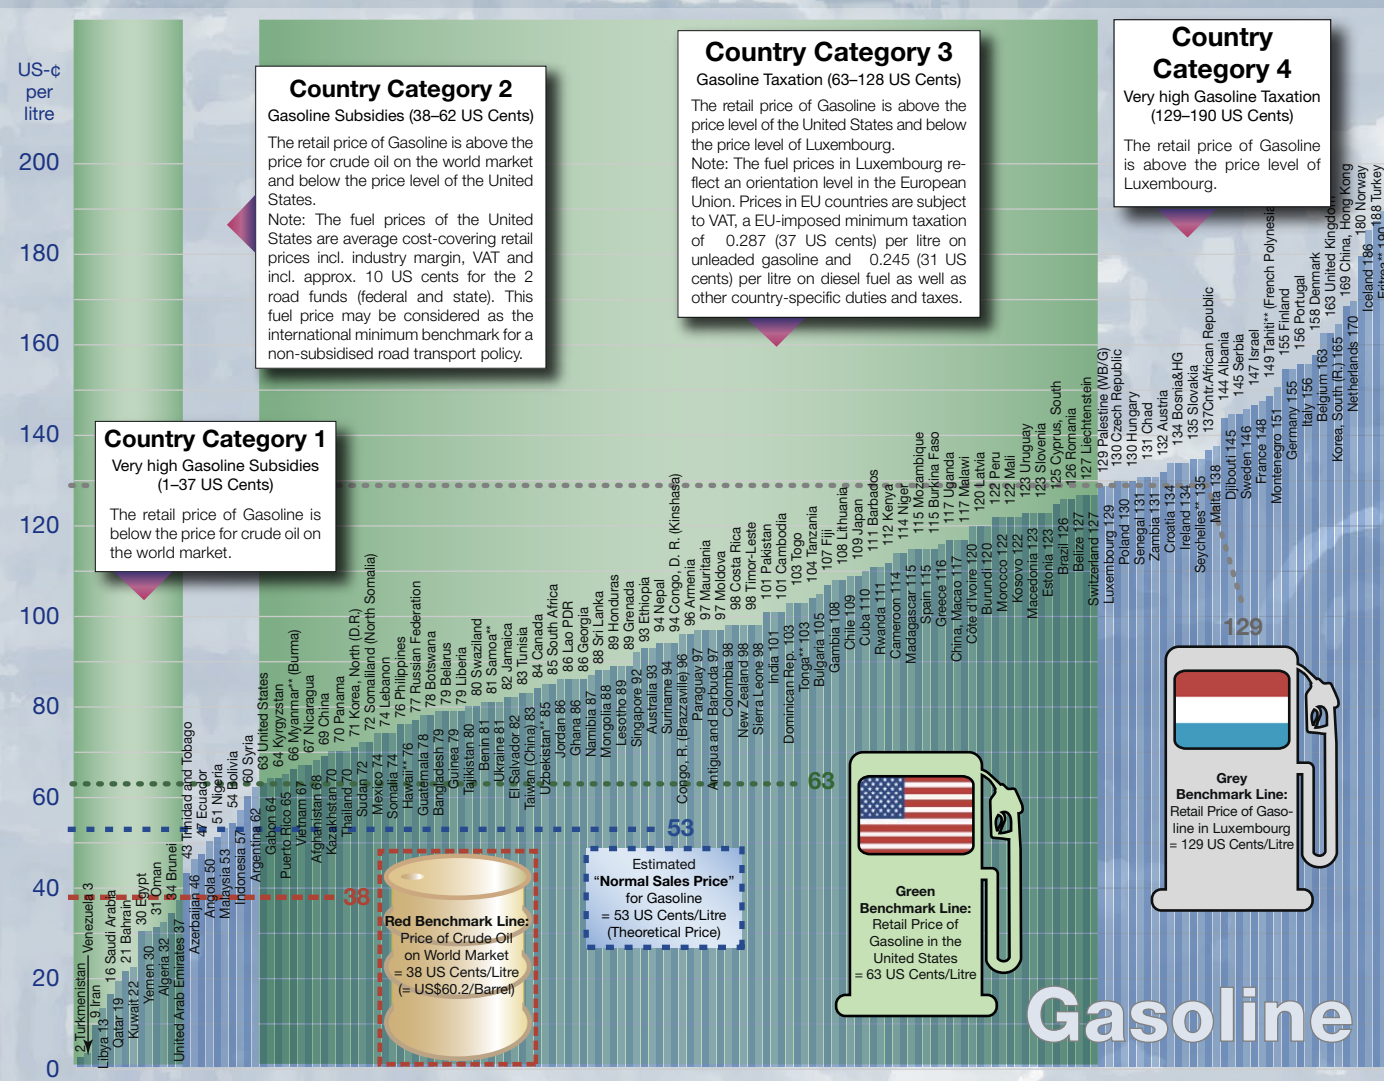 US-¢
per
litre
200
180
160
140
120
100
80
60
40
20
0
Country Category 1
Very high Gasoline Subsidies
(1–37 US Cents)
The retail price of Gasoline is
below the price for crude oil on
the world market.
Country Category 2
Gasoline Subsidies (38–62 US Cents)
The retail price of Gasoline is above the
price for crude oil on the world market
and below the price level of the United
States.
Note: The fuel prices of the United
States are average cost-covering retail
prices incl. industry margin, VAT and
incl. approx. 10 US cents for the 2
road funds (federal and state). This
fuel price may be considered as the
international minimum benchmark for a
non-subsidised road transport policy.
Country Category 3
Gasoline Taxation (63–128 US Cents)
The retail price of Gasoline is above the
price level of the United States and below
the price level of Luxembourg.
Note: The fuel prices in Luxembourg re-
flect an orientation level in the European
Union. Prices in EU countries are subject
to VAT, a EU-imposed minimum taxation
of 0.287 (37 US cents) per litre on
unleaded gasoline and 0.245 (31 US
cents) per litre on diesel fuel as well as
other country-specific duties and taxes.
Country
Category 4
Very high Gasoline Taxation
(129–190 US Cents)
The retail price of Gasoline
is above the price level of
Luxembourg.
2 Turkmenistan
Venezuela 3
9 Iran
Libya 13
16 Saudi Arabia
Qatar 19
21 Bahrain
Kuwait 22
30 Egypt
Yemen 30
31 Oman
Algeria 32
34 Brunei
United Arab Emirates 37
43 Trinidad and Tobago
Azerbaijan 46
47 Ecuador
Angola 50
51 Nigeria
Malaysia 53
54 Bolivia
Indonesia 57
60 Syria
Argentina 62
63 United States
Gabon 64
64 Kyrgyzstan
Puerto Rico 65
66 Myanmar** (Burma)
Vietnam 67
67 Nicaragua
Afghanistan 68
69 China
Kazakhstan 70
70 Panama
Thailand 70
71 Korea, North (D.R.)
Sudan 72
72 Somaliland (North Somalia)
Mexico 74
74 Lebanon
Somalia 74
76 Philippines
Hawaii** 76
77 Russian Federation
Guatemala 78
78 Botswana
Bangladesh 79
79 Belarus
Guinea 79
79 Liberia
Tajikistan 80
80 Swaziland
Benin 81
81 Samoa**
Ukraine 81
82 Jamaica
El Salvador 82
83 Tunisia
Taiwan (China) 83
84 Canada
Uzbekistan** 85
85 South Africa
Jordan 86
86 Lao PDR
Ghana 86
86 Georgia
Namibia 87
88 Sri Lanka
Mongolia 88
89 Honduras
Lesotho 89
89 Grenada
Singapore 92
93 Ethiopia
Australia 93
94 Nepal
Suriname 94
94 Congo, D. R. (Kinshasa)
Congo, R. (Brazzaville) 96
96 Armenia
Paraguay 97
97 Mauritania
Antigua and Barbuda 97
97 Moldova
Colombia 98
98 Costa Rica
New Zealand 98
98 Timor-Leste
Sierra Leone 98
101 Pakistan
India 101
101 Cambodia
Dominican Rep. 103
103 Togo
Tonga** 103
104 Tanzania
Bulgaria 105
107 Fiji
Gambia 108
108 Lithuania
Chile 109
109 Japan
Cuba 110
111 Barbados
Rwanda 111
112 Kenya
Cameroon 114
114 Niger
Madagascar 115
115 Mozambique
Spain 115
115 Burkina Faso
Greece 116
117 Uganda
China, Macao 117
117 Malawi
Côte d'Ivoire 120
120 Latvia
Burundi 120
122 Peru
Morocco 122
122 Mali
Kosovo 122
123 Uruguay
Macedonia 123
123 Slovenia
Estonia 123
125 Cyprus, South
Brazil 126
126 Romania
Belize 127
127 Liechtenstein
Switzerland 127
129 Palestine (WB/G)
Luxembourg 129
130 Czech Republic
Poland 130
130 Hungary
Senegal 131
131 Chad
Zambia 131
132 Austria
Croatia 134
134 Bosnia&HG
Ireland 134
135 Slovakia
Seychelles** 135
137Cntr.African Republic
Malta 138
144 Albania
Djibouti 145
145 Serbia
Sweden 146
147 Israel
France 148
149 Tahiti** (French Polynesia
Montenegro 151
155 Finland
Germany 155
156 Portugal
Italy 156
158 Denmark
Belgium 163
163 United Kingdom
Korea, South (R.) 165
169 China, Hong Kong
Netherlands 170
180 Norway
Iceland 186
188 Turkey
Eritrea** 190
129
63
53
38
Red Benchmark Line:
Price of Crude Oil
on World Market
= 38 US Cents/Litre
(= US$60.2/Barrel)
Estimated
“Normal Sales Price”
for Gasoline
= 53 US Cents/Litre
(Theoretical Price)
Green
Benchmark Line:
Retail Price of
Gasoline in the
United States
= 63 US Cents/Litre
Grey
Benchmark Line:
Retail Price of Gaso-
line in Luxembourg
= 129 US Cents/Litre
Gasoline